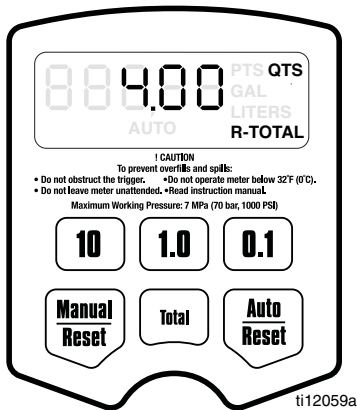 4.00 PTS QTS
GAL
LITERS
AUTO R-TOTAL
! CAUTION
To prevent overfills and spills:
• Do not obstruct the trigger. •Do not operate meter below 32°F (0°C).
• Do not leave meter unattended. •Read instruction manual.
Maximum Working Pressure: 7 MPa (70 bar, 1000 PSI)
10 1.0 0.1
Manual Total Auto
Reset Reset
ti12059a